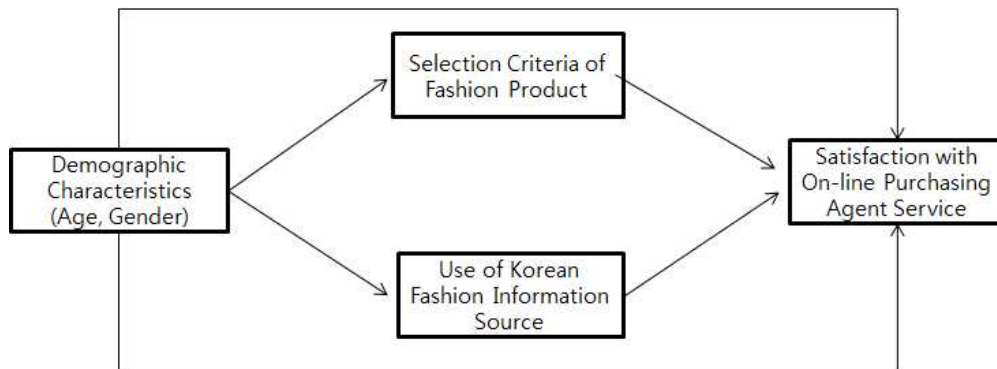 Selection Criteria of
Fashion Product
Demographic
Characteristics
(Age, Gender)
Satisfaction with
On-line Purchasing
Agent Service
Use of Korean
Fashion Information
Source